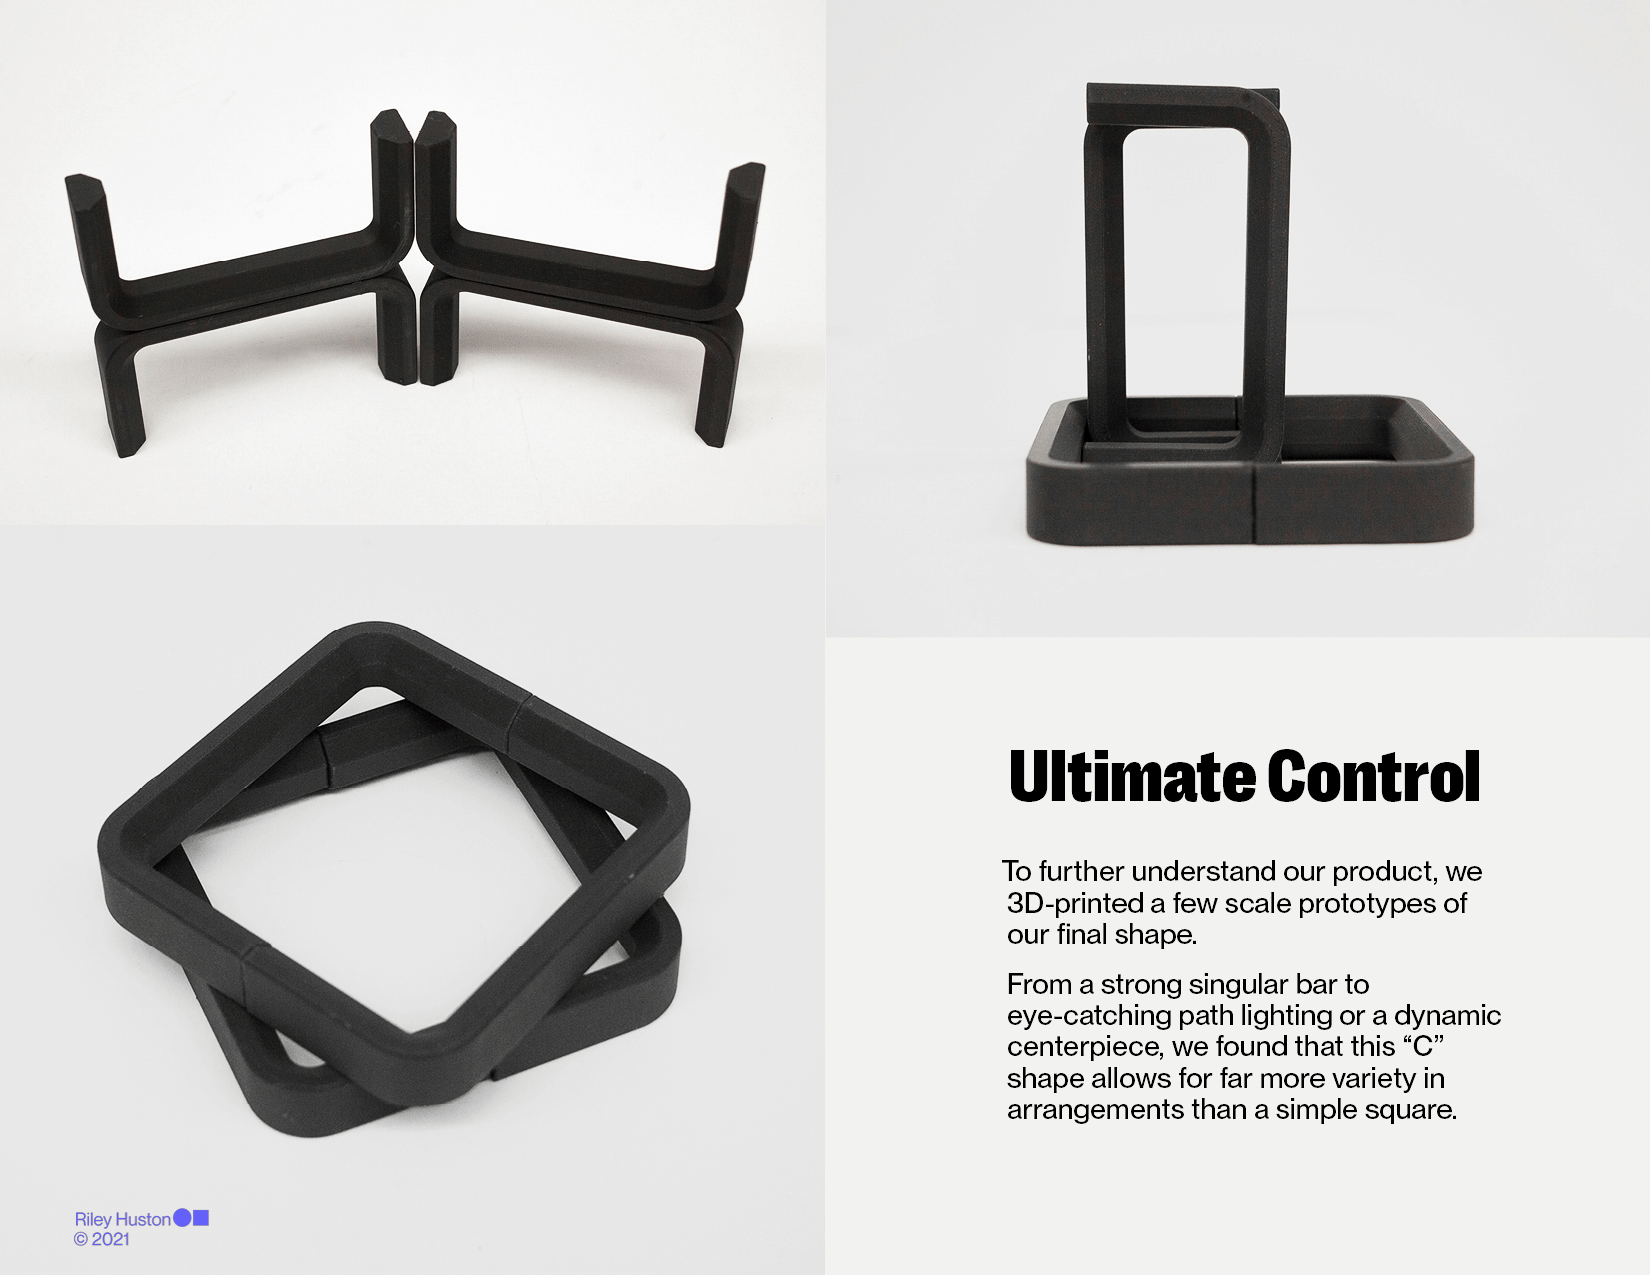 Ultimate Control
To further understand our product, we
3D-printed a few scale prototypes of
our final shape.
From a strong singular bar to
eye-catching path lighting or a dynamic
centerpiece, we found that this “C”
shape allows for far more variety in
arrangements than a simple square.
Riley Huston
© 2021